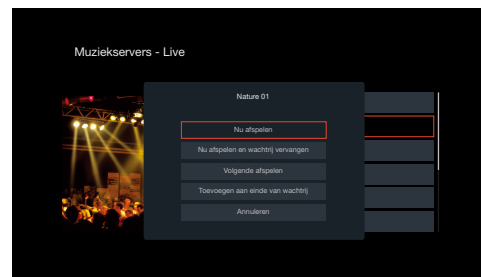 Muziekservers - Live
Nature 01
Nu afspelen
Nu afspelen en wachtrij vervangen
Volgende afspelen
Toevoegen aan einde van wachtrij
Annuleren